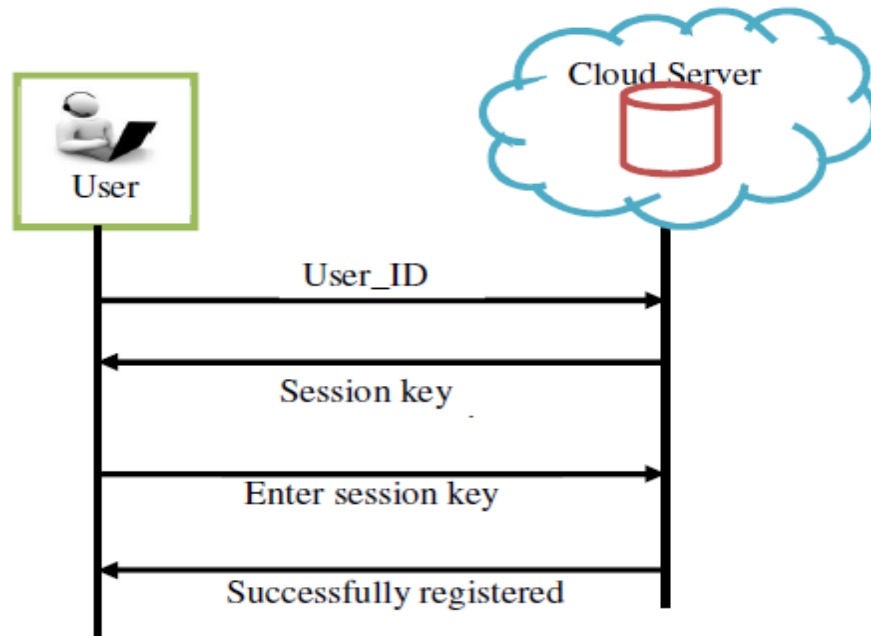 Cloud Server
User
User_ID
Session key
Enter session key
Successfully registered